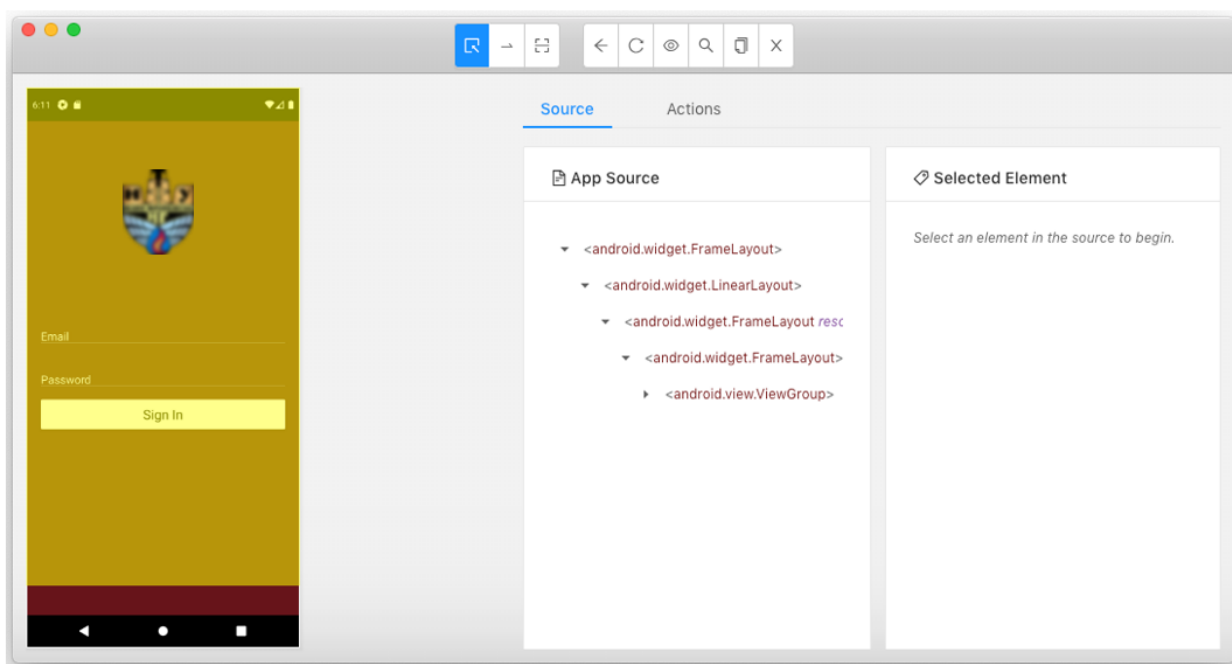 6:11
Email
Password
Sign In
Source Actions
App Source
<android.widget.FrameLayout>
<android.widget.LinearLayout>
<android.widget.FrameLayout resc
<android.widget.FrameLayout>
<android.view.ViewGroup>
Selected Element
Select an element in the source to begin.